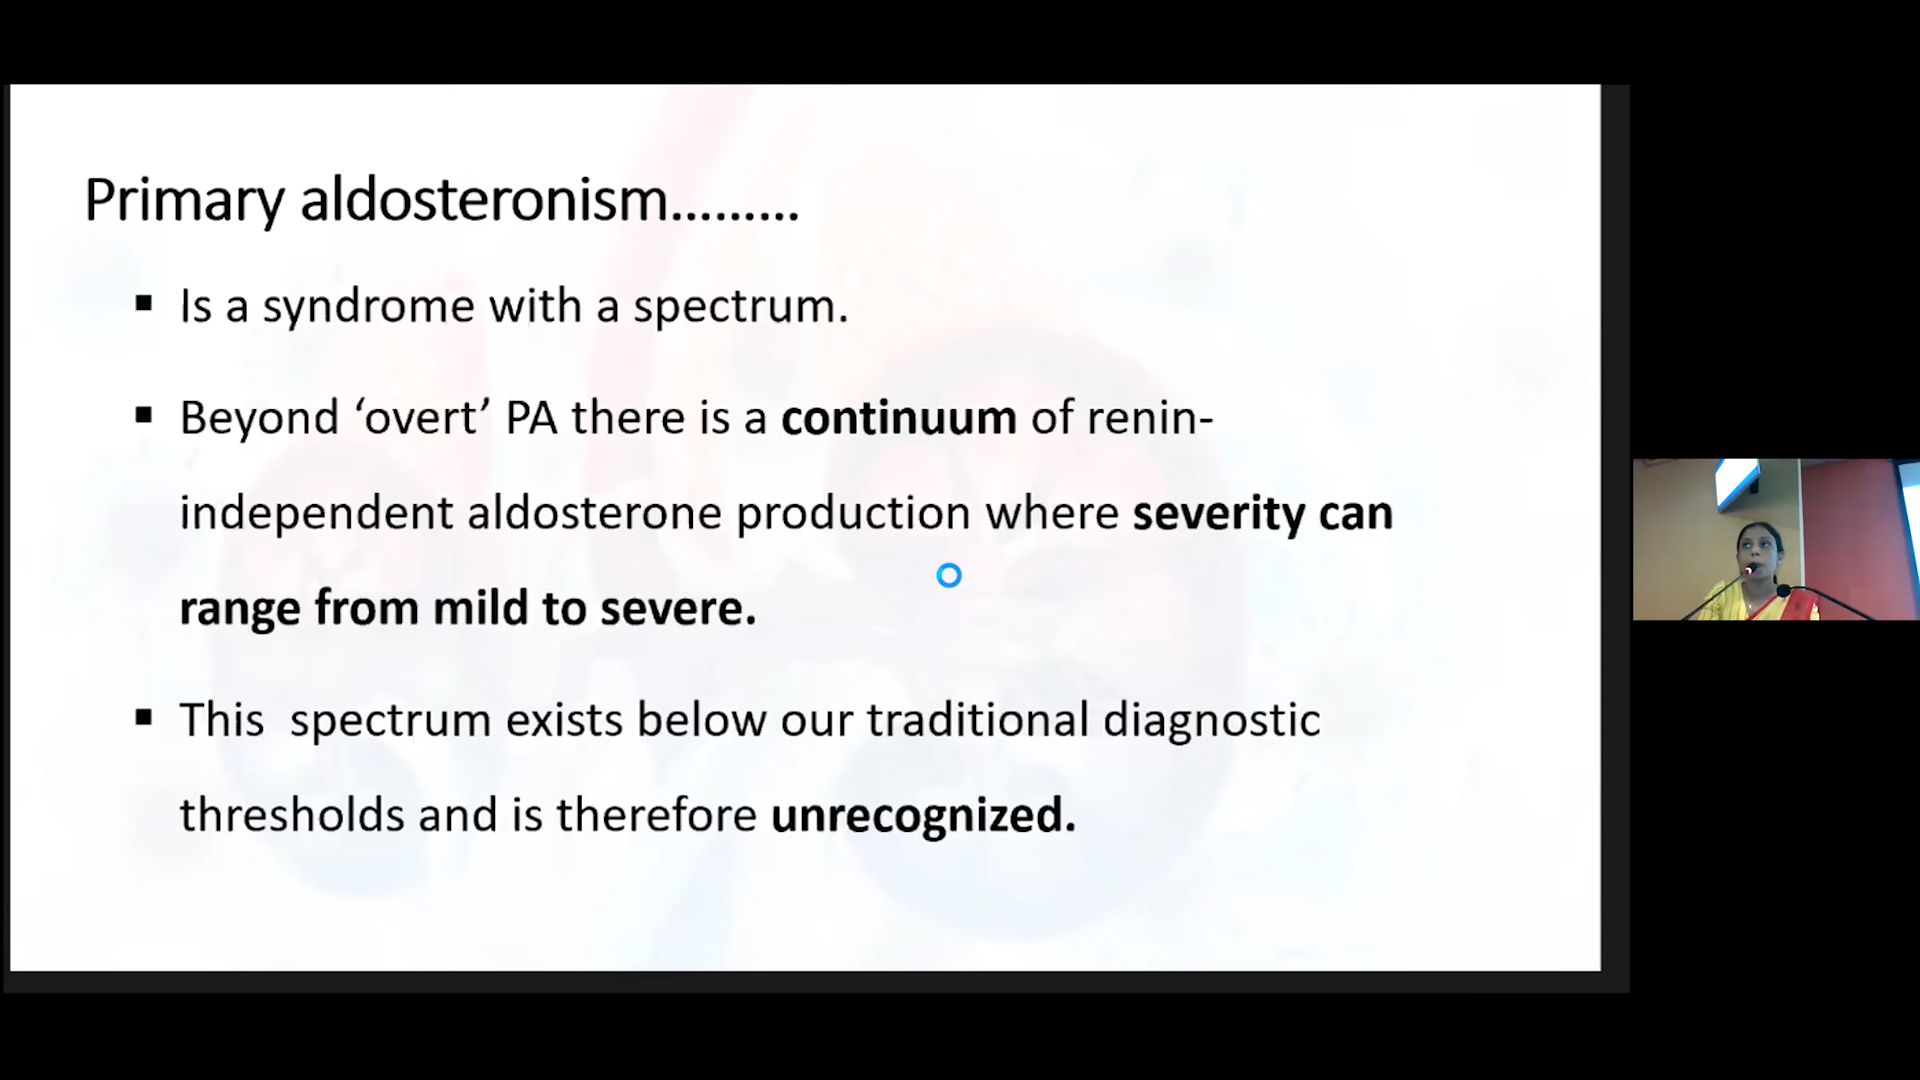 Primary aldosteronism.........
▪ Is a syndrome with a spectrum.
▪ Beyond ‘overt’ PA there is a continuum of renin-
independent aldosterone production where severity can
range from mild to severe.
▪ This  spectrum exists below our traditional diagnostic
thresholds and is therefore unrecognized.